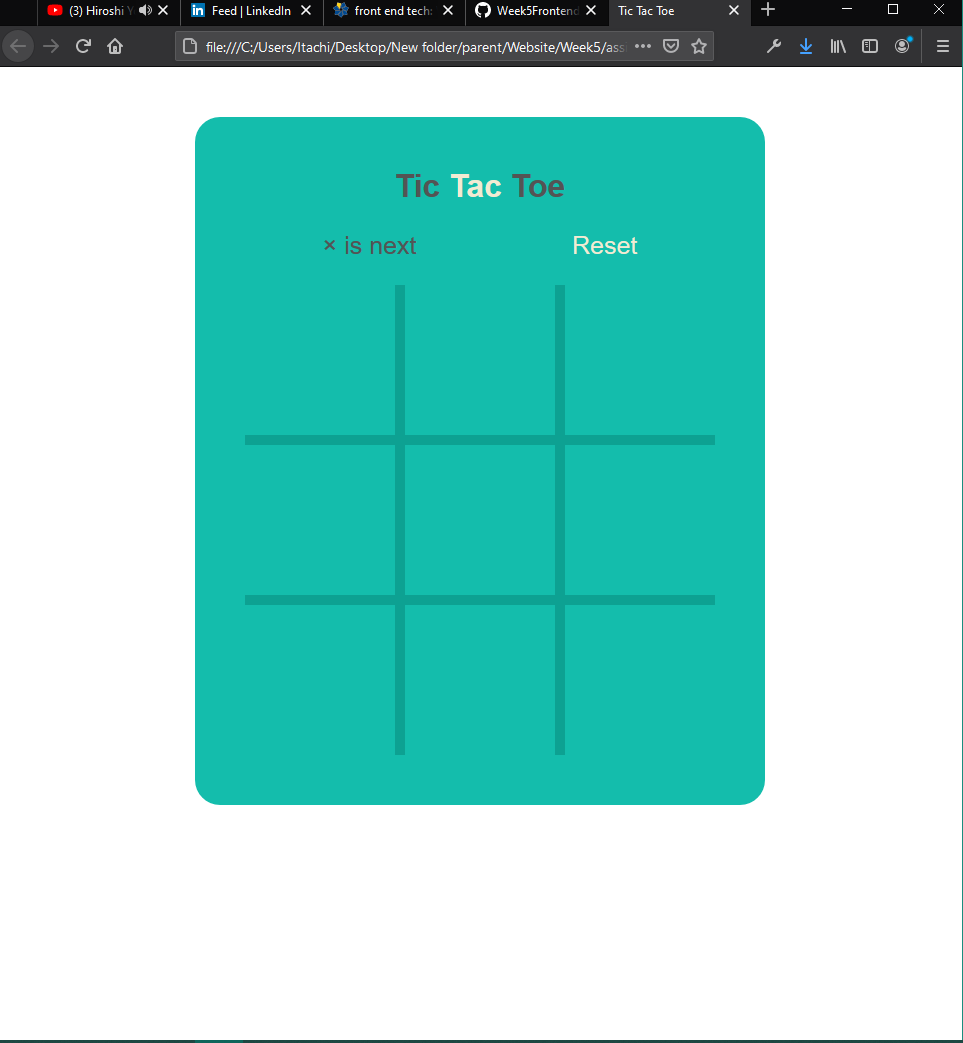 (3) Hiroshi Y
Feed | LinkedIn
front end tech:
Week5Frontend
Tic Tac Toe
file:///C:/Users/Itachi/Desktop/New folder/parent/Website/Week5/assi
Tic Tac Toe
× is next
Reset